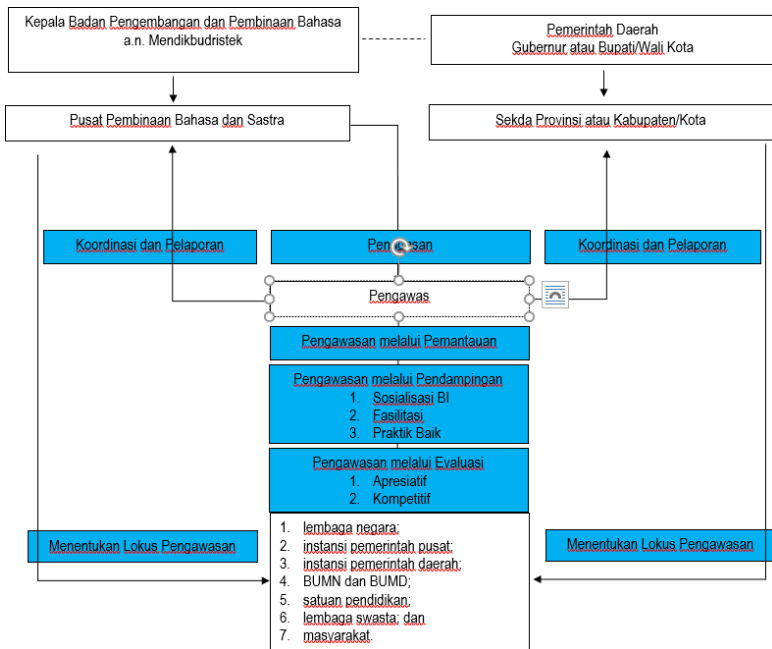 Kepala Badan Pengembangan dan Pembinaan Bahasa
a.n. Mendikbudristek
Pemerintah Daerah
Gubernur atau Bupati/Wali Kota
Pusat Pembinaan Bahasa dan Sastra
Sekda Provinsi atau Kabupaten/Kota
Koordinasi dan Pelaporan
Koordinasi dan Pelaporan
Pengawas
Pengawasan melalui Pemantauan
Pengawasan melalui Pendampingan
1. Sosialisasi BI
2. Fasilitasi
3. Praktik Baik
Pengawasan melalui Evaluasi
1. Apresiatif
2. Kompetitif
Menentukan Lokus Pengawasan
Menentukan Lokus Pengawasan
1. lembaga negara;
2. instansi pemerintah pusat;
3. instansi pemerintah daerah;
4. BUMN dan BUMD;
5. satuan pendidikan;
6. lembaga swasta; dan
7. masyarakat.